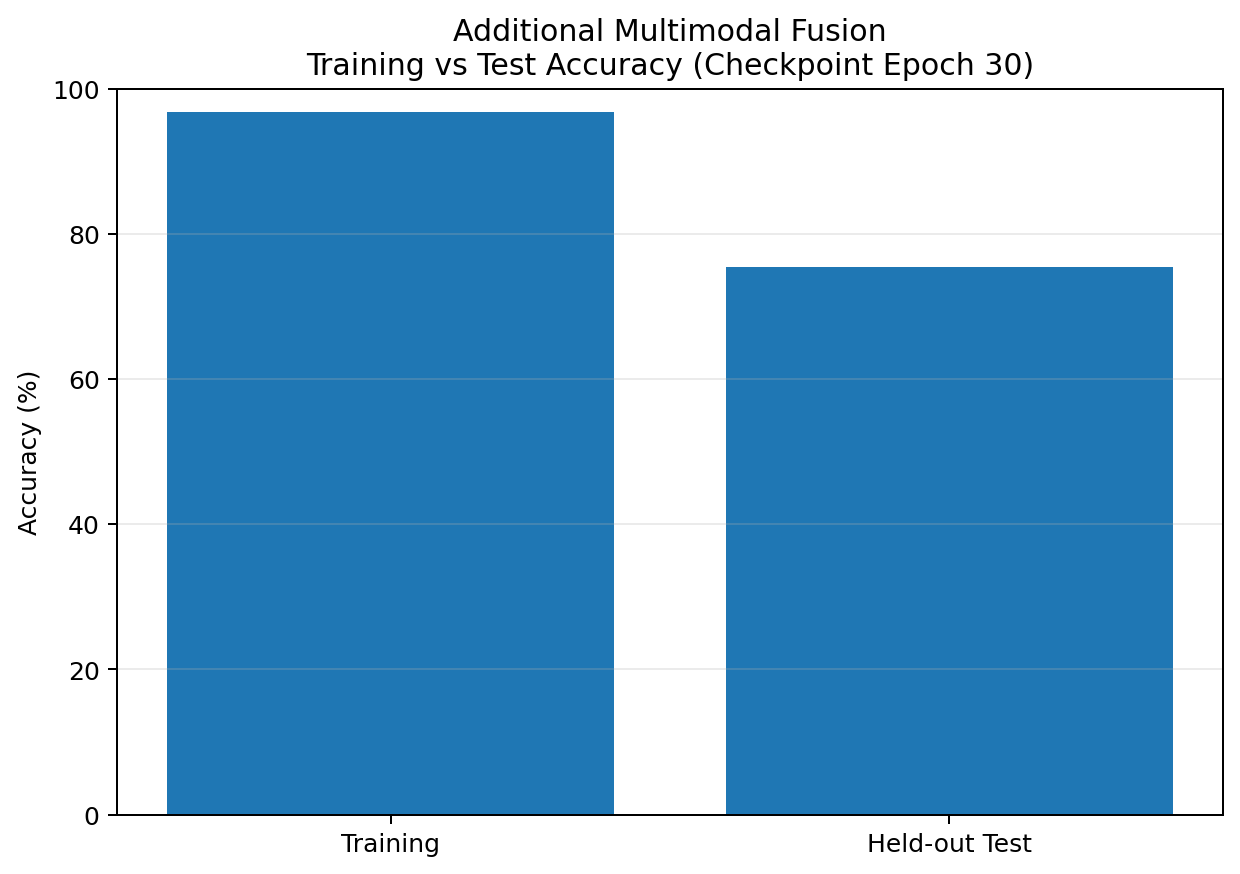 Additional Multimodal Fusion
Training vs Test Accuracy (Checkpoint Epoch 30)
Accuracy (%)
100
80
60
40
20
0
Training
Held-out Test